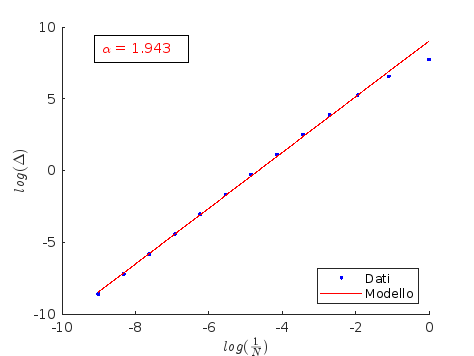 10
α = 1.943
5
log(Δ)
0
-5
Dati
Modello
-10
-10 -8 -6 -4 -2 0
log(1/N)